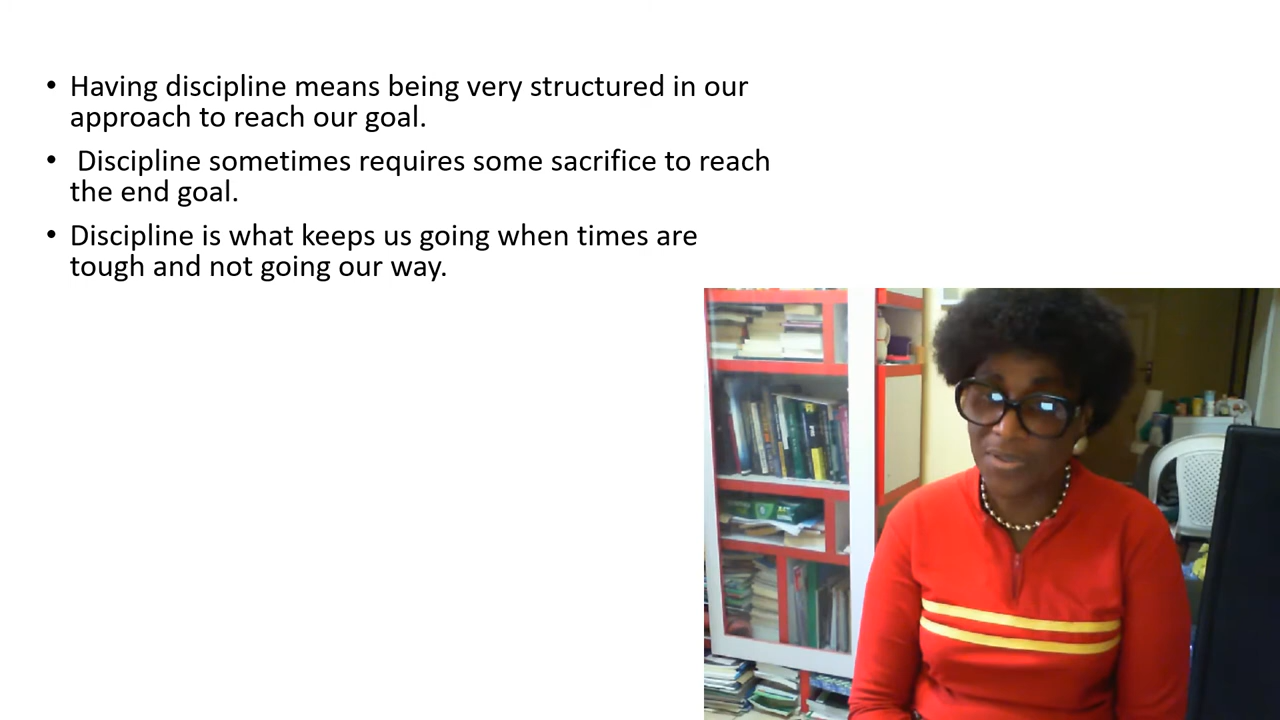 • Having discipline means being very structured in our
approach to reach our goal.
• Discipline sometimes requires some sacrifice to reach
the end goal.
• Discipline is what keeps us going when times are
tough and not going our way.